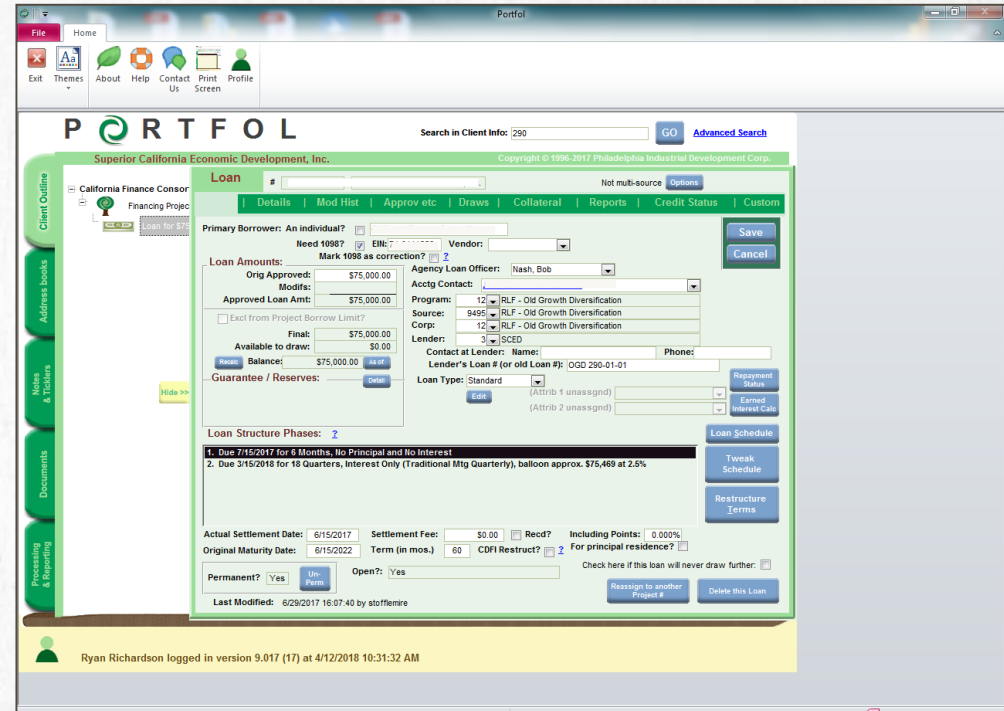 Portfol
File Home
Exit Themes About Help Contact Us Print Screen Profile
PORTFOL
Search in Client Info: 290 GO Advanced Search
Superior California Economic Development, Inc. Copyright © 1996-2017 Philadelphia Industrial Development Corp.
Client Outline
Address books
Notes & Ticklers
Documents
Processing & Reporting
California Finance Consor
Financing Projec
Loan for $75
Hide >>
Loan # Not multi-source Options
| Details | Mod Hist | Approv etc | Draws | Collateral | Reports | Credit Status | Custom
Primary Borrower: An individual?
Save
Need 1098? EIN: Vendor:
Cancel
Mark 1098 as correction? ?
Loan Amounts:
Agency Loan Officer: Nash, Bob
Orig Approved: $75,000.00
Acctg Contact:
Modifs:
Approved Loan Amt: $75,000.00
Program: 12 RLF - Old Growth Diversification
Source: 9495 RLF - Old Growth Diversification
Excl from Project Borrow Limit?
Corp: 12 RLF - Old Growth Diversification
Final: $75,000.00
Lender: 3 SCED
Available to draw: $0.00
Contact at Lender: Name: Phone:
Recalc Balance: $75,000.00 As of
Lender's Loan # (or old Loan #): OGD 290-01-01
Guarantee / Reserves: Detail
Loan Type: Standard
Repayment Status
Edit (Attrib 1 unassgnd)
(Attrib 2 unassgnd)
Earned Interest Calc
Loan Structure Phases: ?
Loan Schedule
1. Due 7/15/2017 for 6 Months, No Principal and No Interest
2. Due 3/15/2018 for 18 Quarters, Interest Only (Traditional Mtg Quarterly), balloon approx. $75,469 at 2.5%
Tweak Schedule
Restructure Terms
Actual Settlement Date: 6/15/2017 Settlement Fee: $0.00 Recd? Including Points: 0.000%
Original Maturity Date: 6/15/2022 Term (in mos.) 60 CDFI Restruct? ? For principal residence?
Check here if this loan will never draw further:
Permanent? Yes Un-Perm Open?: Yes
Reassign to another Project # Delete this Loan
Last Modified: 6/29/2017 16:07:40 by stofflemire
Ryan Richardson logged in version 9.017 (17) at 4/12/2018 10:31:32 AM